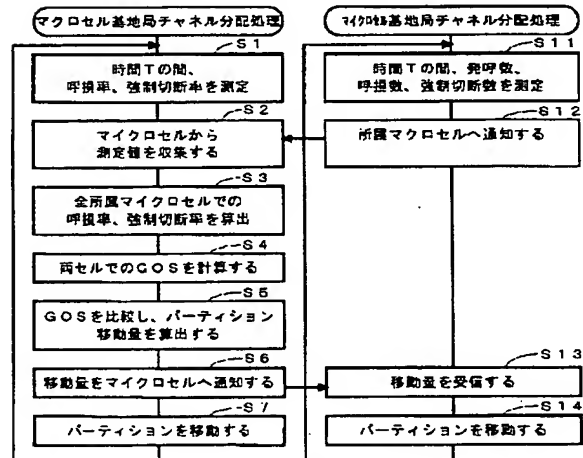 マクロセル基地局チャネル分配処理
S1
時間Tの間、
呼損率、強制切断率を測定
S2
マイクロセルから
測定値を収集する
S3
全所属マイクロセルでの
呼損率、強制切断率を算出
S4
両セルでのGOSを計算する
S5
GOSを比較し、パーティション
移動量を算出する
S6
移動量をマイクロセルへ通知する
S7
パーティションを移動する
マイクロセル基地局チャネル分配処理
S11
時間Tの間、発呼数、
呼損数、強制切断数を測定
S12
所属マクロセルへ通知する
S13
移動量を受信する
S14
パーティションを移動する